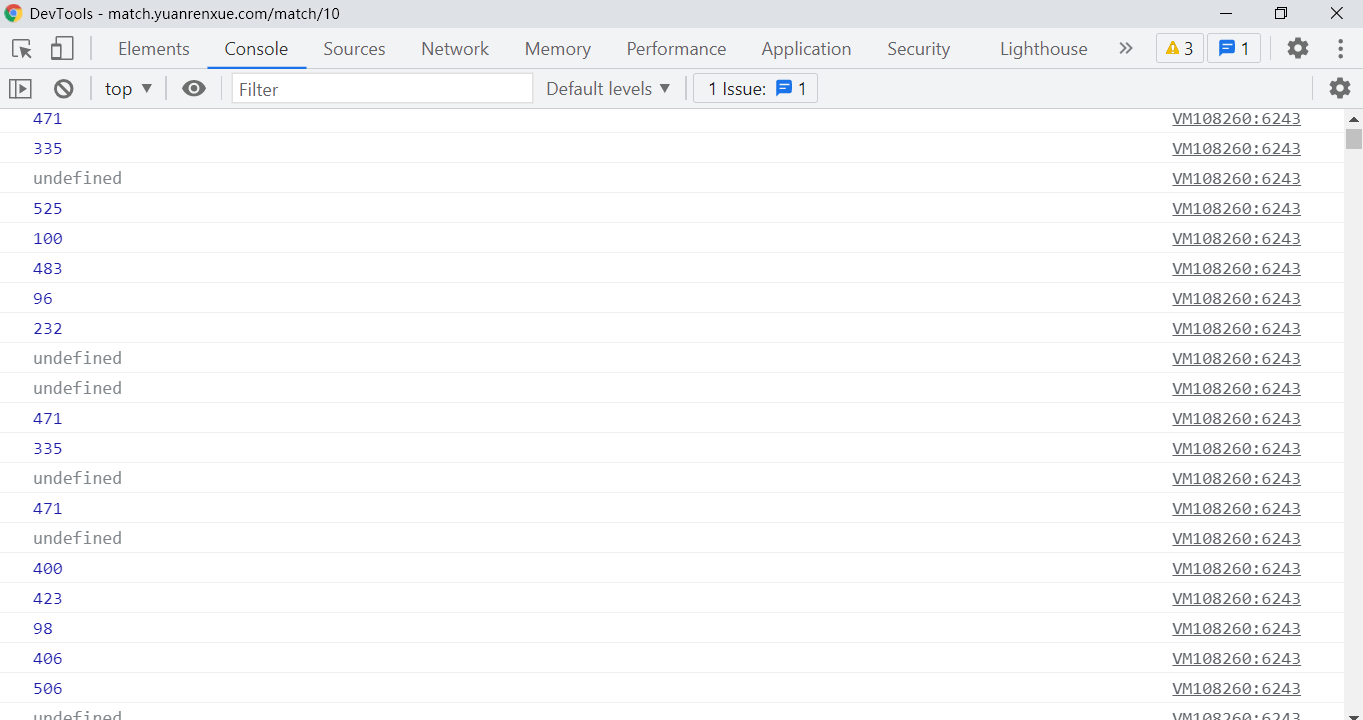 DevTools - match.yuanrenxue.com/match/10
Elements Console Sources Network Memory Performance Application Security Lighthouse 3 1
top Filter Default levels 1 Issue: 1
471 VM108260:6243
335 VM108260:6243
undefined VM108260:6243
525 VM108260:6243
100 VM108260:6243
483 VM108260:6243
96 VM108260:6243
232 VM108260:6243
undefined VM108260:6243
undefined VM108260:6243
471 VM108260:6243
335 VM108260:6243
undefined VM108260:6243
471 VM108260:6243
undefined VM108260:6243
400 VM108260:6243
423 VM108260:6243
98 VM108260:6243
406 VM108260:6243
506 VM108260:6243
undefined VM108260:6243